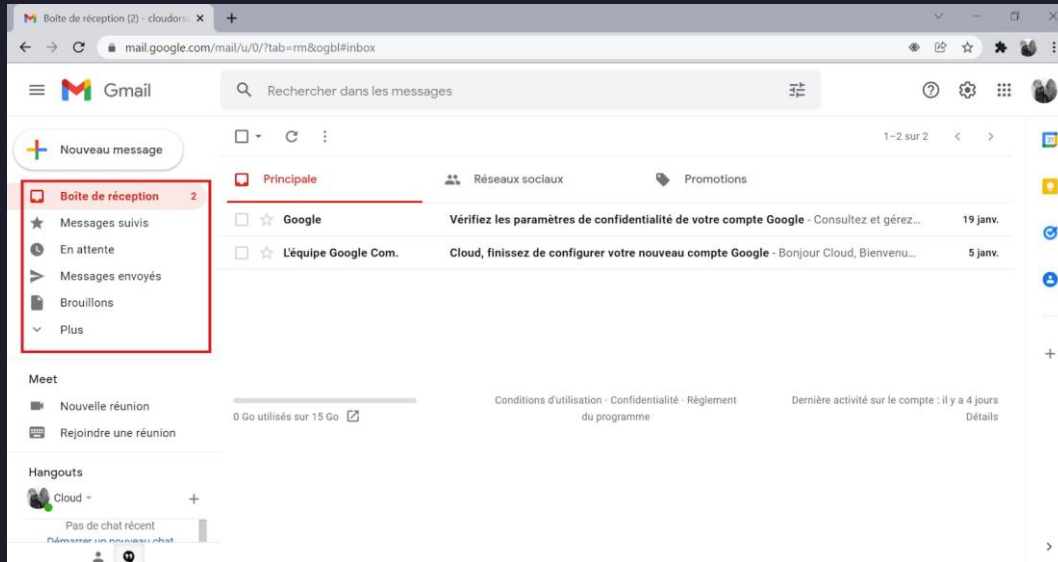 Boîte de réception (2) - cloudors
mail.google.com/mail/u/0/?tab=rm&ogbl#inbox
Gmail
Rechercher dans les messages
Nouveau message
1–2 sur 2
Boîte de réception 2
Messages suivis
En attente
Messages envoyés
Brouillons
Plus
Principale
Réseaux sociaux
Promotions
Google Vérifiez les paramètres de confidentialité de votre compte Google - Consultez et gérez... 19 janv.
L'équipe Google Com. Cloud, finissez de configurer votre nouveau compte Google - Bonjour Cloud, Bienvenu... 5 janv.
Meet
Nouvelle réunion
Rejoindre une réunion
0 Go utilisés sur 15 Go
Conditions d'utilisation · Confidentialité · Règlement
du programme
Dernière activité sur le compte : il y a 4 jours
Détails
Hangouts
Cloud
Pas de chat récent
Démarrer un nouveau chat